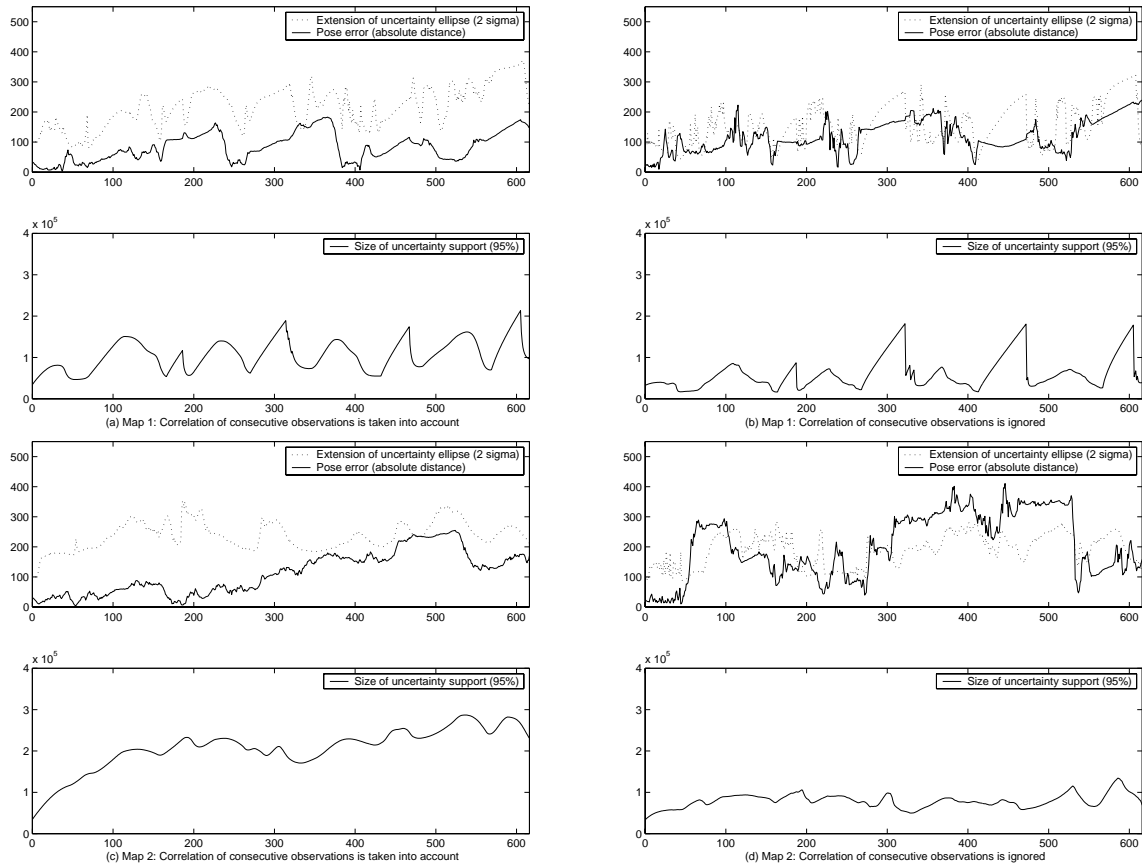 500
400
300
200
100
0
0 100 200 300 400 500 600
Extension of uncertainty ellipse (2 sigma)
Pose error (absolute distance)
500
400
300
200
100
0
0 100 200 300 400 500 600
Extension of uncertainty ellipse (2 sigma)
Pose error (absolute distance)
x 10^5
4
3
2
1
0
0 100 200 300 400 500 600
Size of uncertainty support (95%)
(a) Map 1: Correlation of consecutive observations is taken into account
x 10^5
4
3
2
1
0
0 100 200 300 400 500 600
Size of uncertainty support (95%)
(b) Map 1: Correlation of consecutive observations is ignored
500
400
300
200
100
0
0 100 200 300 400 500 600
Extension of uncertainty ellipse (2 sigma)
Pose error (absolute distance)
500
400
300
200
100
0
0 100 200 300 400 500 600
Extension of uncertainty ellipse (2 sigma)
Pose error (absolute distance)
x 10^5
4
3
2
1
0
0 100 200 300 400 500 600
Size of uncertainty support (95%)
(c) Map 2: Correlation of consecutive observations is taken into account
x 10^5
4
3
2
1
0
0 100 200 300 400 500 600
Size of uncertainty support (95%)
(d) Map 2: Correlation of consecutive observations is ignored